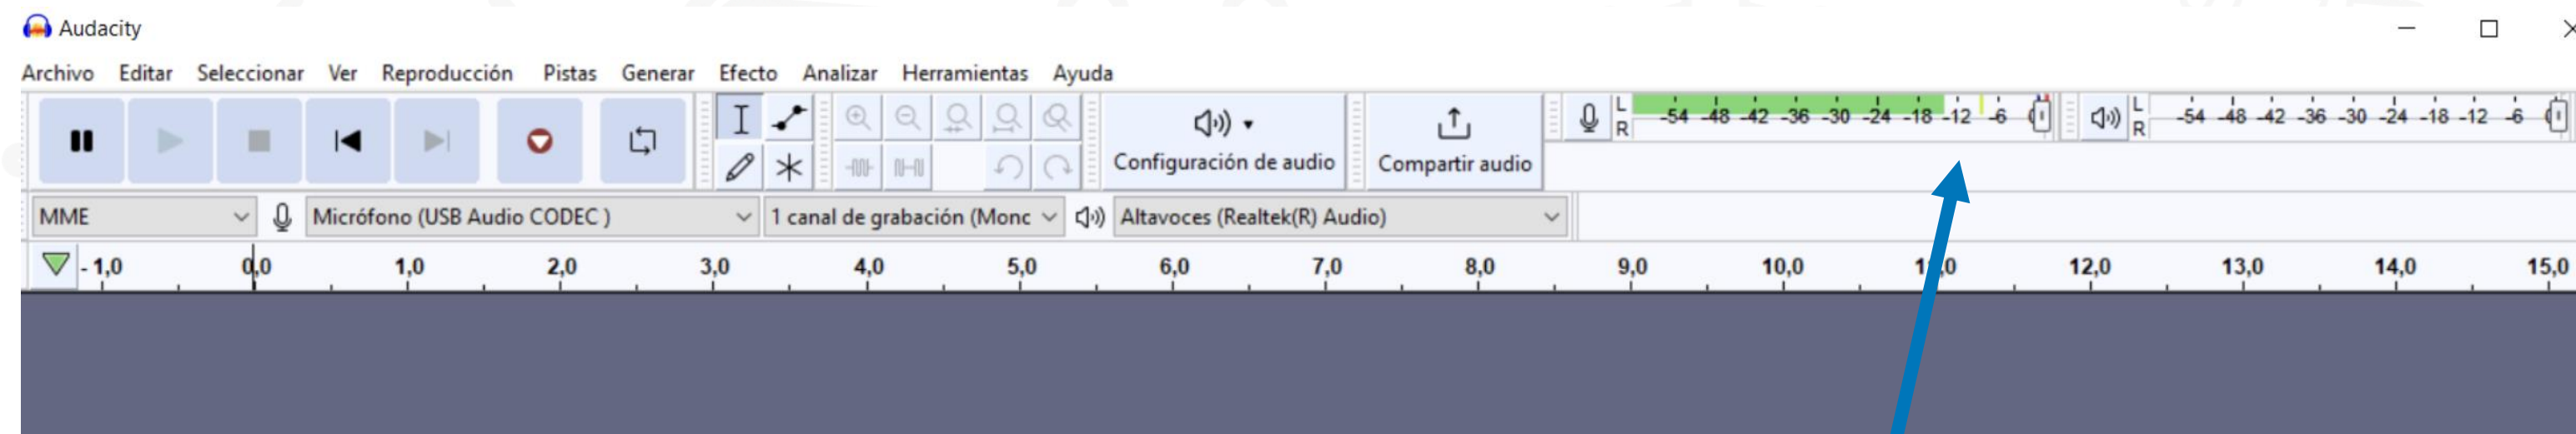 Audacity
Archivo Editar Seleccionar Ver Reproducción Pistas Generar Efecto Analizar Herramientas Ayuda
L -54 -48 -42 -36 -30 -24 -18 -12 -6 L -54 -48 -42 -36 -30 -24 -18 -12 -6
R R
Configuración de audio Compartir audio
MME Micrófono (USB Audio CODEC ) 1 canal de grabación (Monc Altavoces (Realtek(R) Audio)
- 1,0 0,0 1,0 2,0 3,0 4,0 5,0 6,0 7,0 8,0 9,0 10,0 11,0 12,0 13,0 14,0 15,0